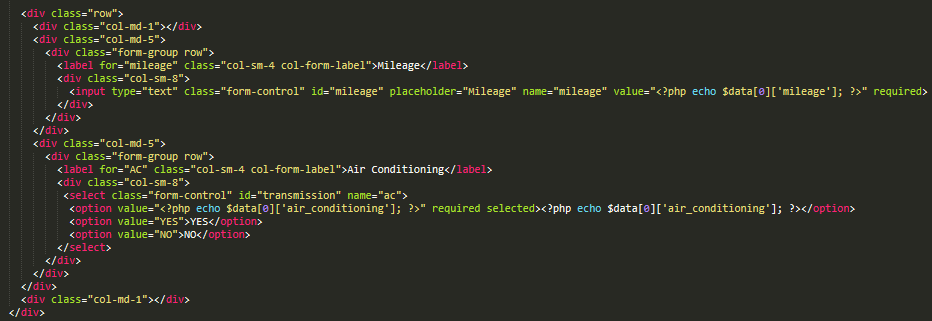 <div class="row">
<div class="col-md-1"></div>
<div class="col-md-5">
<div class="form-group row">
<label for="mileage" class="col-sm-4 col-form-label">Mileage</label>
<div class="col-sm-8">
<input type="text" class="form-control" id="mileage" placeholder="Mileage" name="mileage" value="<?php echo $data[0]['mileage']; ?>" required>
</div>
</div>
</div>
<div class="col-md-5">
<div class="form-group row">
<label for="AC" class="col-sm-4 col-form-label">Air Conditioning</label>
<div class="col-sm-8">
<select class="form-control" id="transmission" name="ac">
<option value="<?php echo $data[0]['air_conditioning']; ?>" required selected><?php echo $data[0]['air_conditioning']; ?></option>
<option value="YES">YES</option>
<option value="NO">NO</option>
</select>
</div>
</div>
</div>
<div class="col-md-1"></div>
</div>